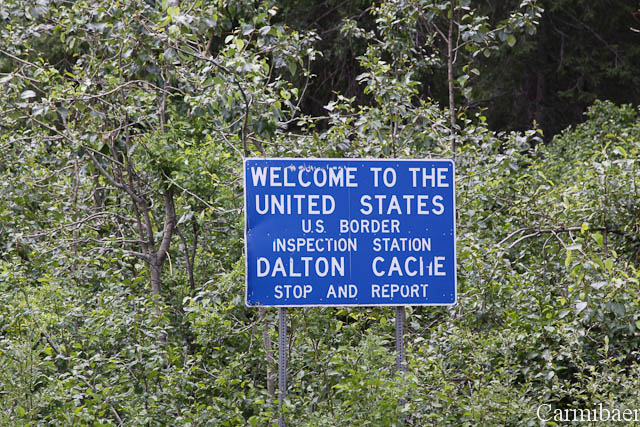 WELCOME TO THE
UNITED STATES
U.S. BORDER
INSPECTION STATION
DALTON CACHE
STOP AND REPORT
Carmibaer